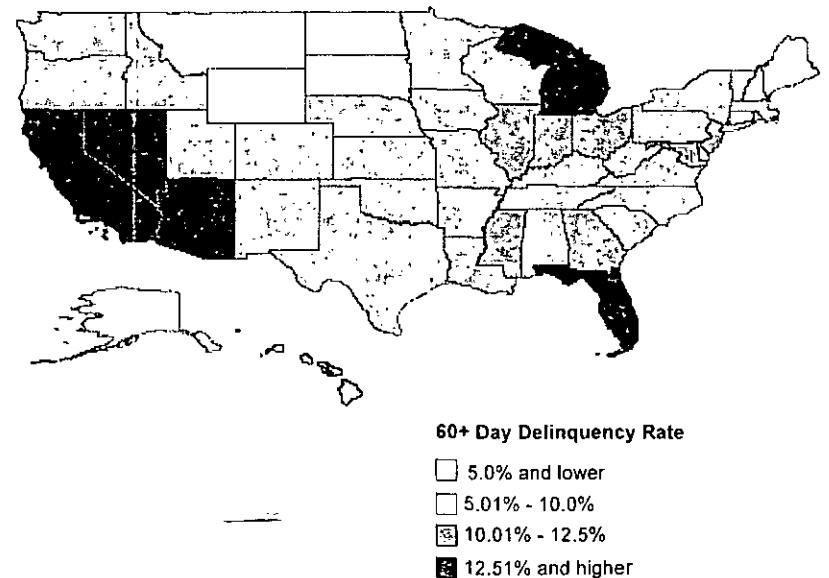 60+ Day Delinquency Rate
5.0% and lower
5.01% - 10.0%
10.01% - 12.5%
12.51% and higher